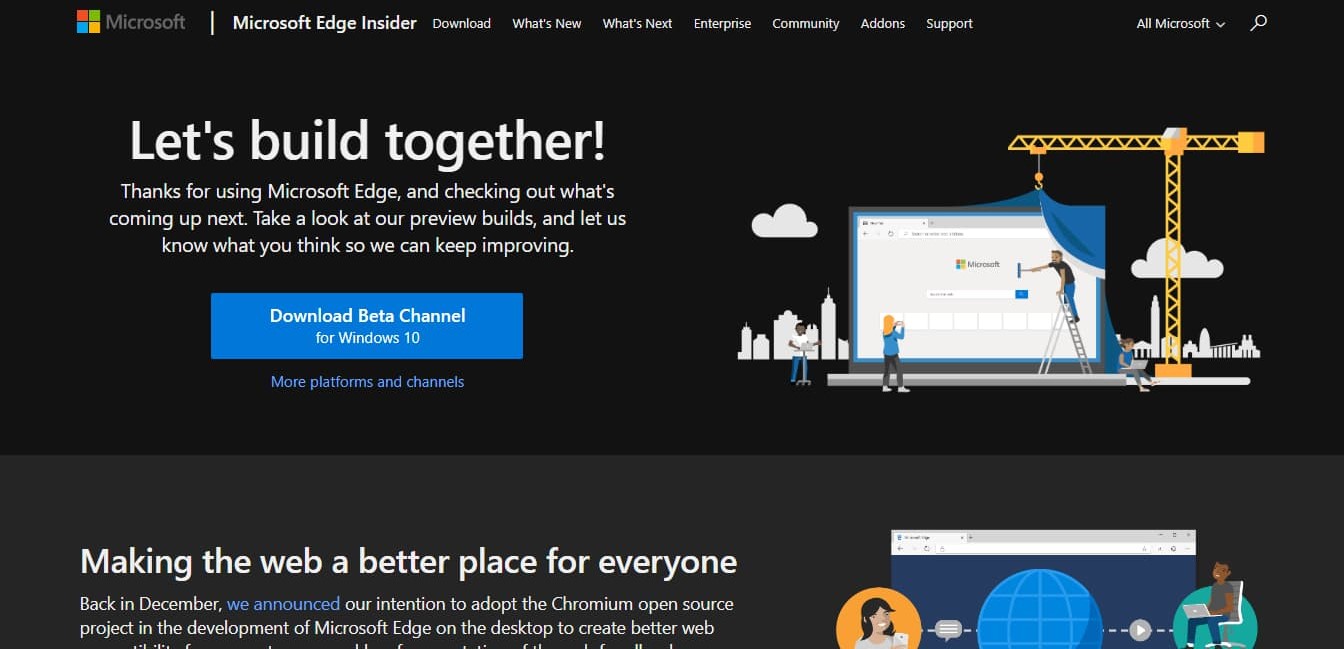 Microsoft | Microsoft Edge Insider Download What's New What's Next Enterprise Community Addons Support All Microsoft
Let's build together!
Thanks for using Microsoft Edge, and checking out what's
coming up next. Take a look at our preview builds, and let us
know what you think so we can keep improving.
Download Beta Channel
for Windows 10
More platforms and channels
Microsoft
Making the web a better place for everyone
Back in December, we announced our intention to adopt the Chromium open source
project in the development of Microsoft Edge on the desktop to create better web
Microsoft Edge